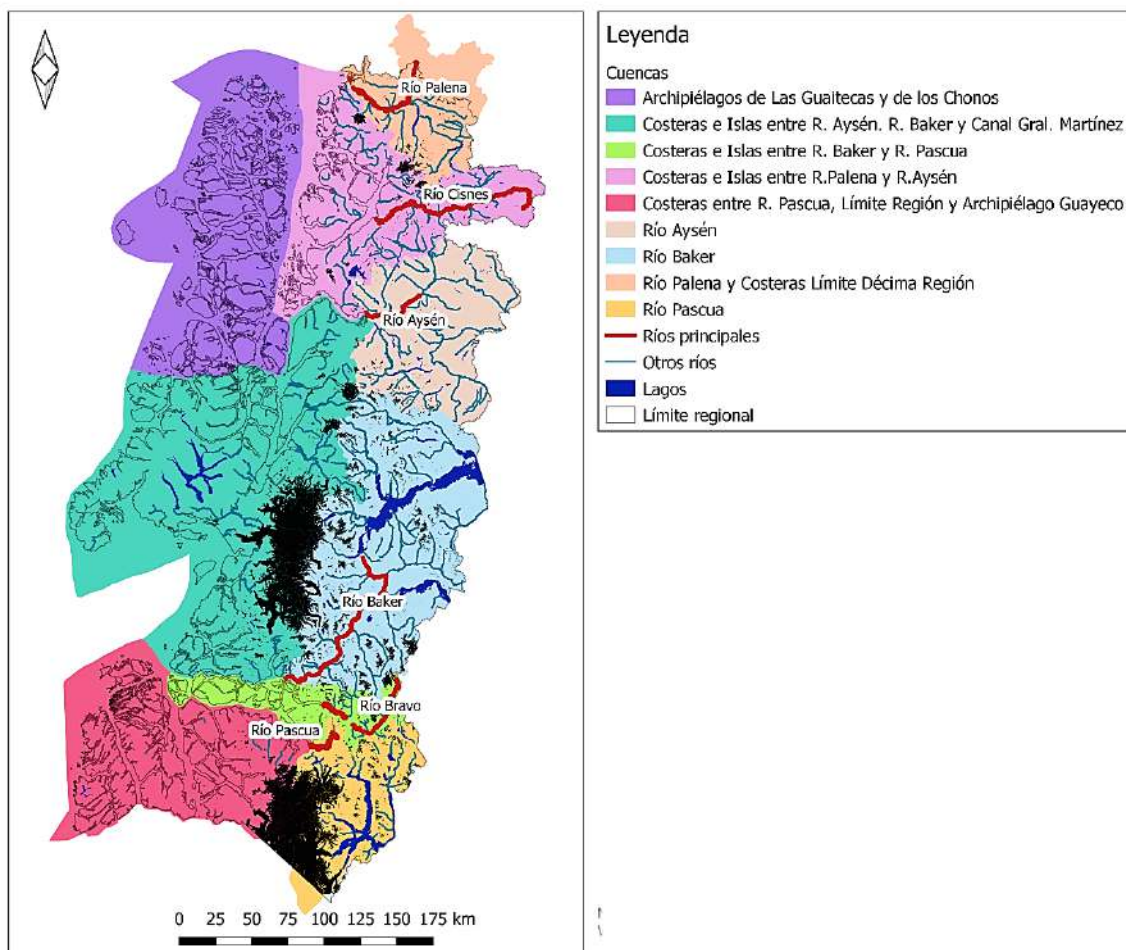 Río Palena
Río Cisnes
Río Aysén
Río Baker
Río Bravo
Río Pascua
0 25 50 75 100 125 150 175 km
Leyenda
Cuencas
Archipiélagos de Las Guaitecas y de los Chonos
Costeras e Islas entre R. Aysén. R. Baker y Canal Gral. Martínez
Costeras e Islas entre R. Baker y R. Pascua
Costeras e Islas entre R.Palena y R.Aysén
Costeras entre R. Pascua, Límite Región y Archipiélago Guayeco
Río Aysén
Río Baker
Río Palena y Costeras Límite Décima Región
Río Pascua
Ríos principales
Otros ríos
Lagos
Límite regional